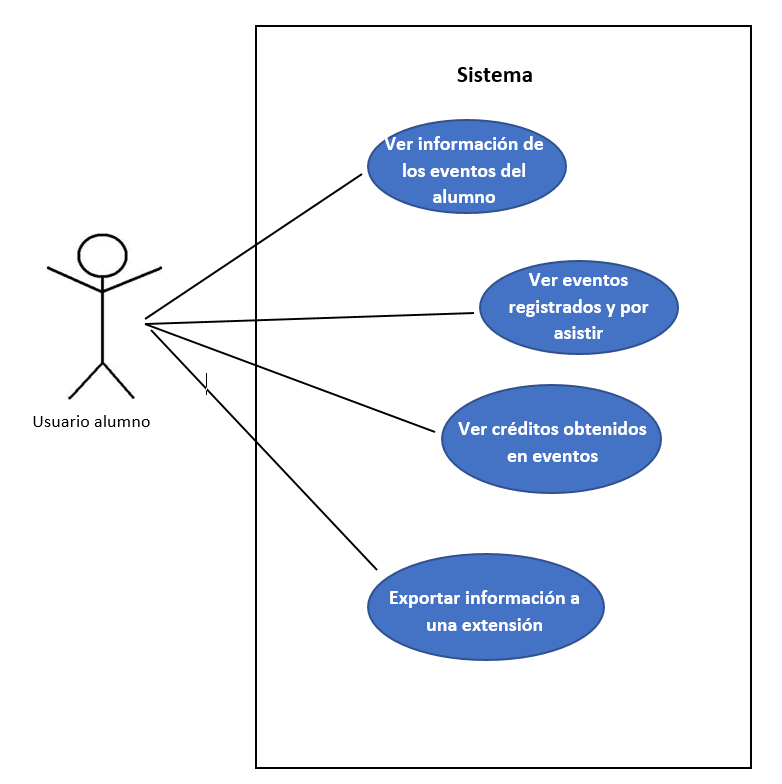 Sistema
Ver información de
los eventos del
alumno
Ver eventos
registrados y por
asistir
Ver créditos obtenidos
en eventos
Exportar información a
una extensión
Usuario alumno